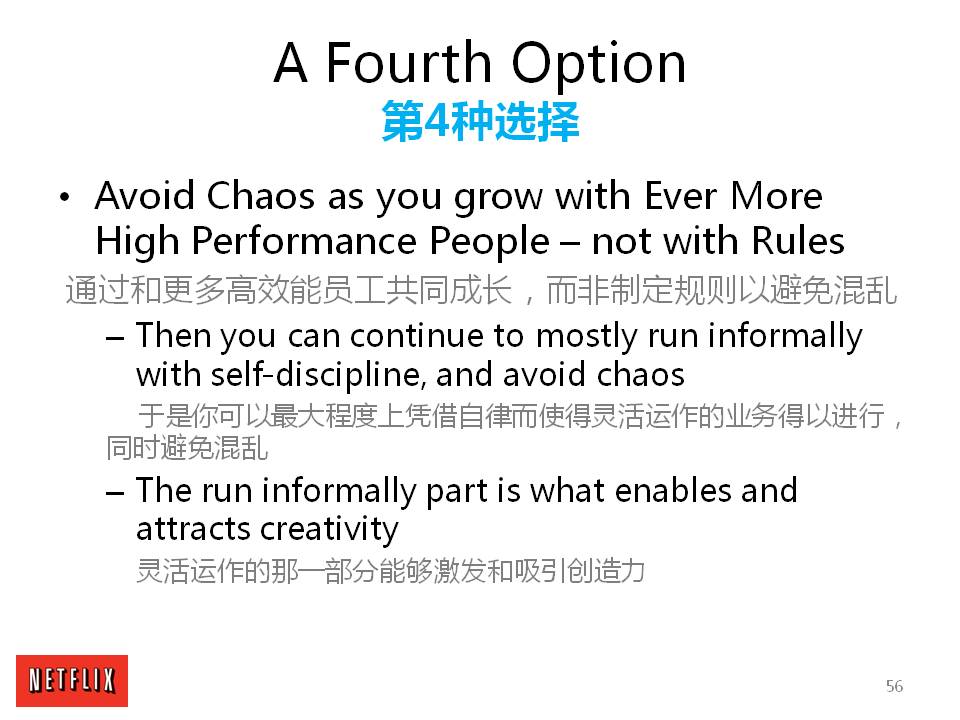 A Fourth Option
第4种选择
• Avoid Chaos as you grow with Ever More
High Performance People – not with Rules
通过和更多高效能员工共同成长，而非制定规则以避免混乱
– Then you can continue to mostly run informally
with self-discipline, and avoid chaos
于是你可以最大程度上凭借自律而使得灵活运作的业务得以进行，
同时避免混乱
– The run informally part is what enables and
attracts creativity
灵活运作的那一部分能够激发和吸引创造力
NETFLIX
56